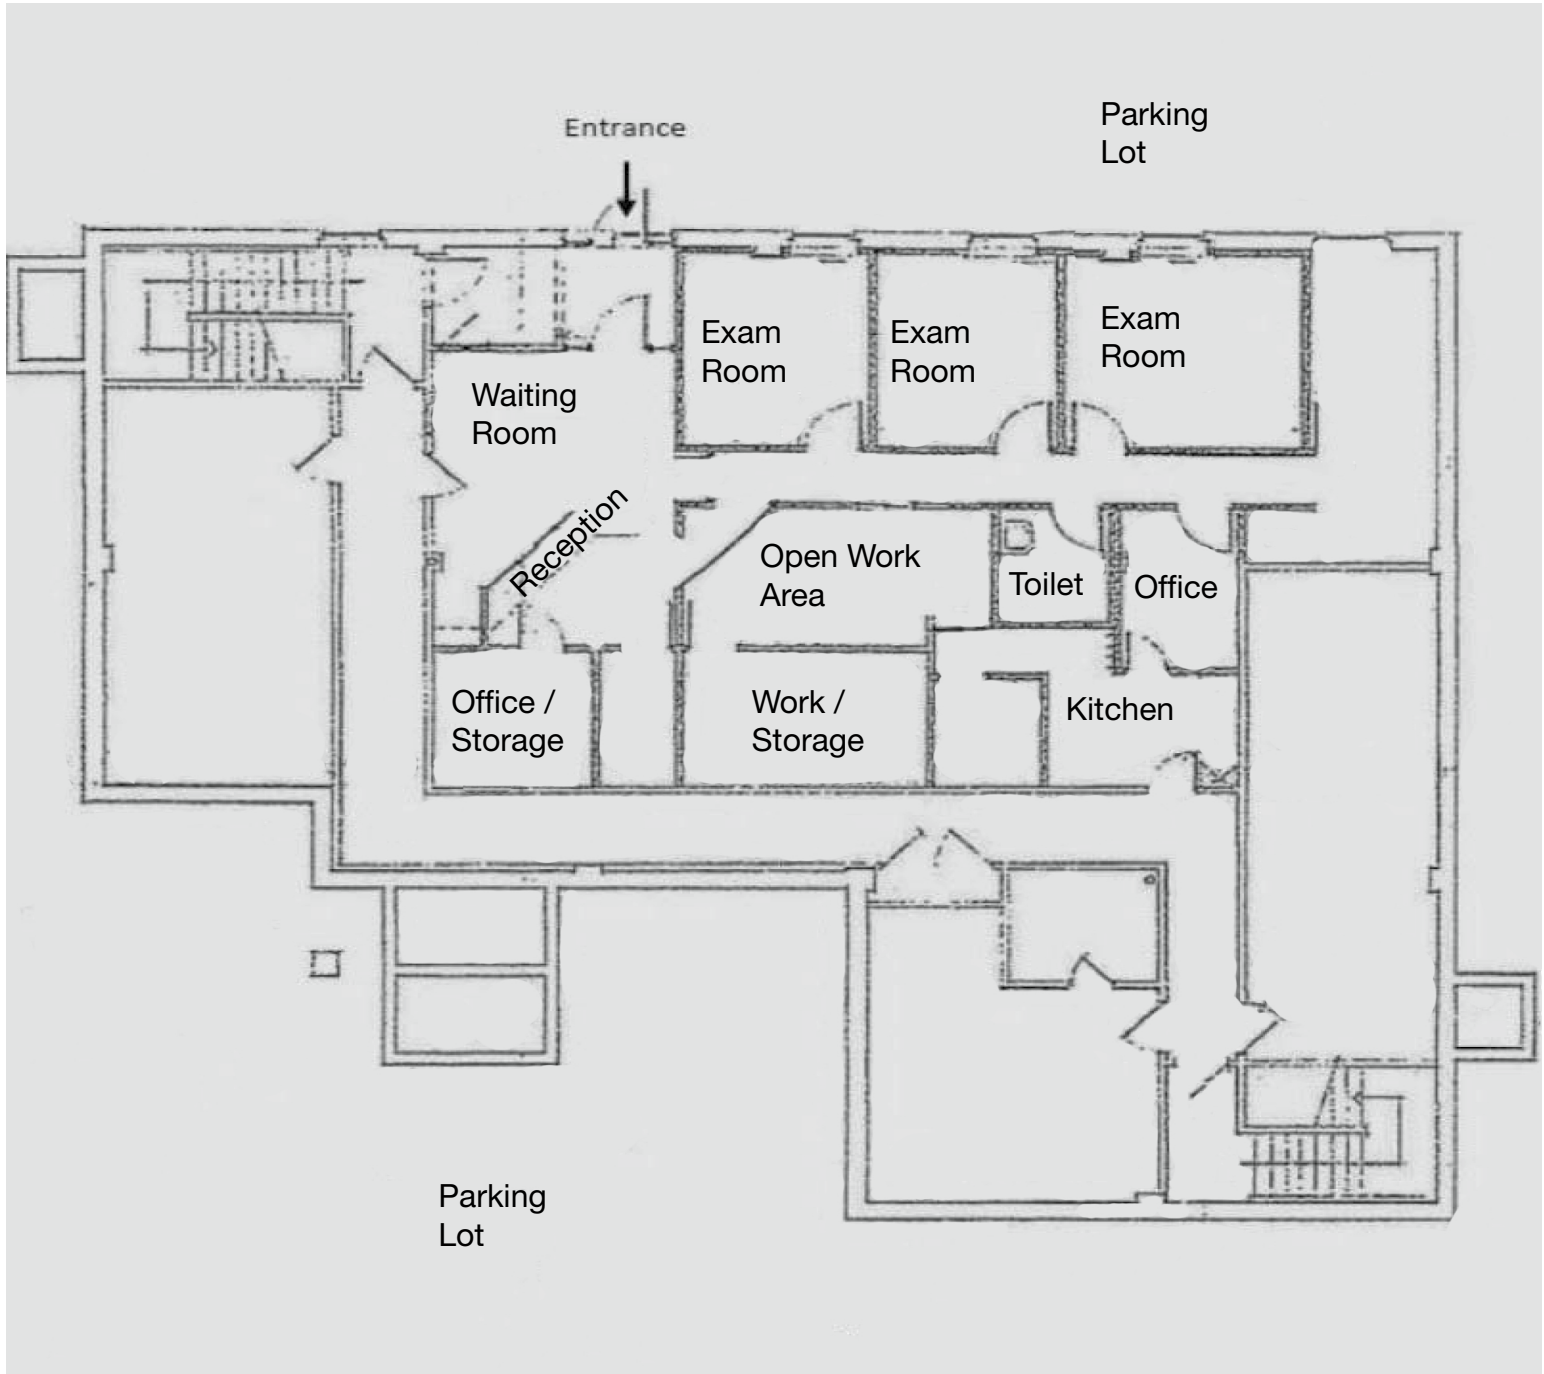 Entrance
Parking
Lot
Exam
Room
Exam
Room
Exam
Room
Waiting
Room
Reception
Open Work
Area
Toilet
Office
Office /
Storage
Work /
Storage
Kitchen
Parking
Lot